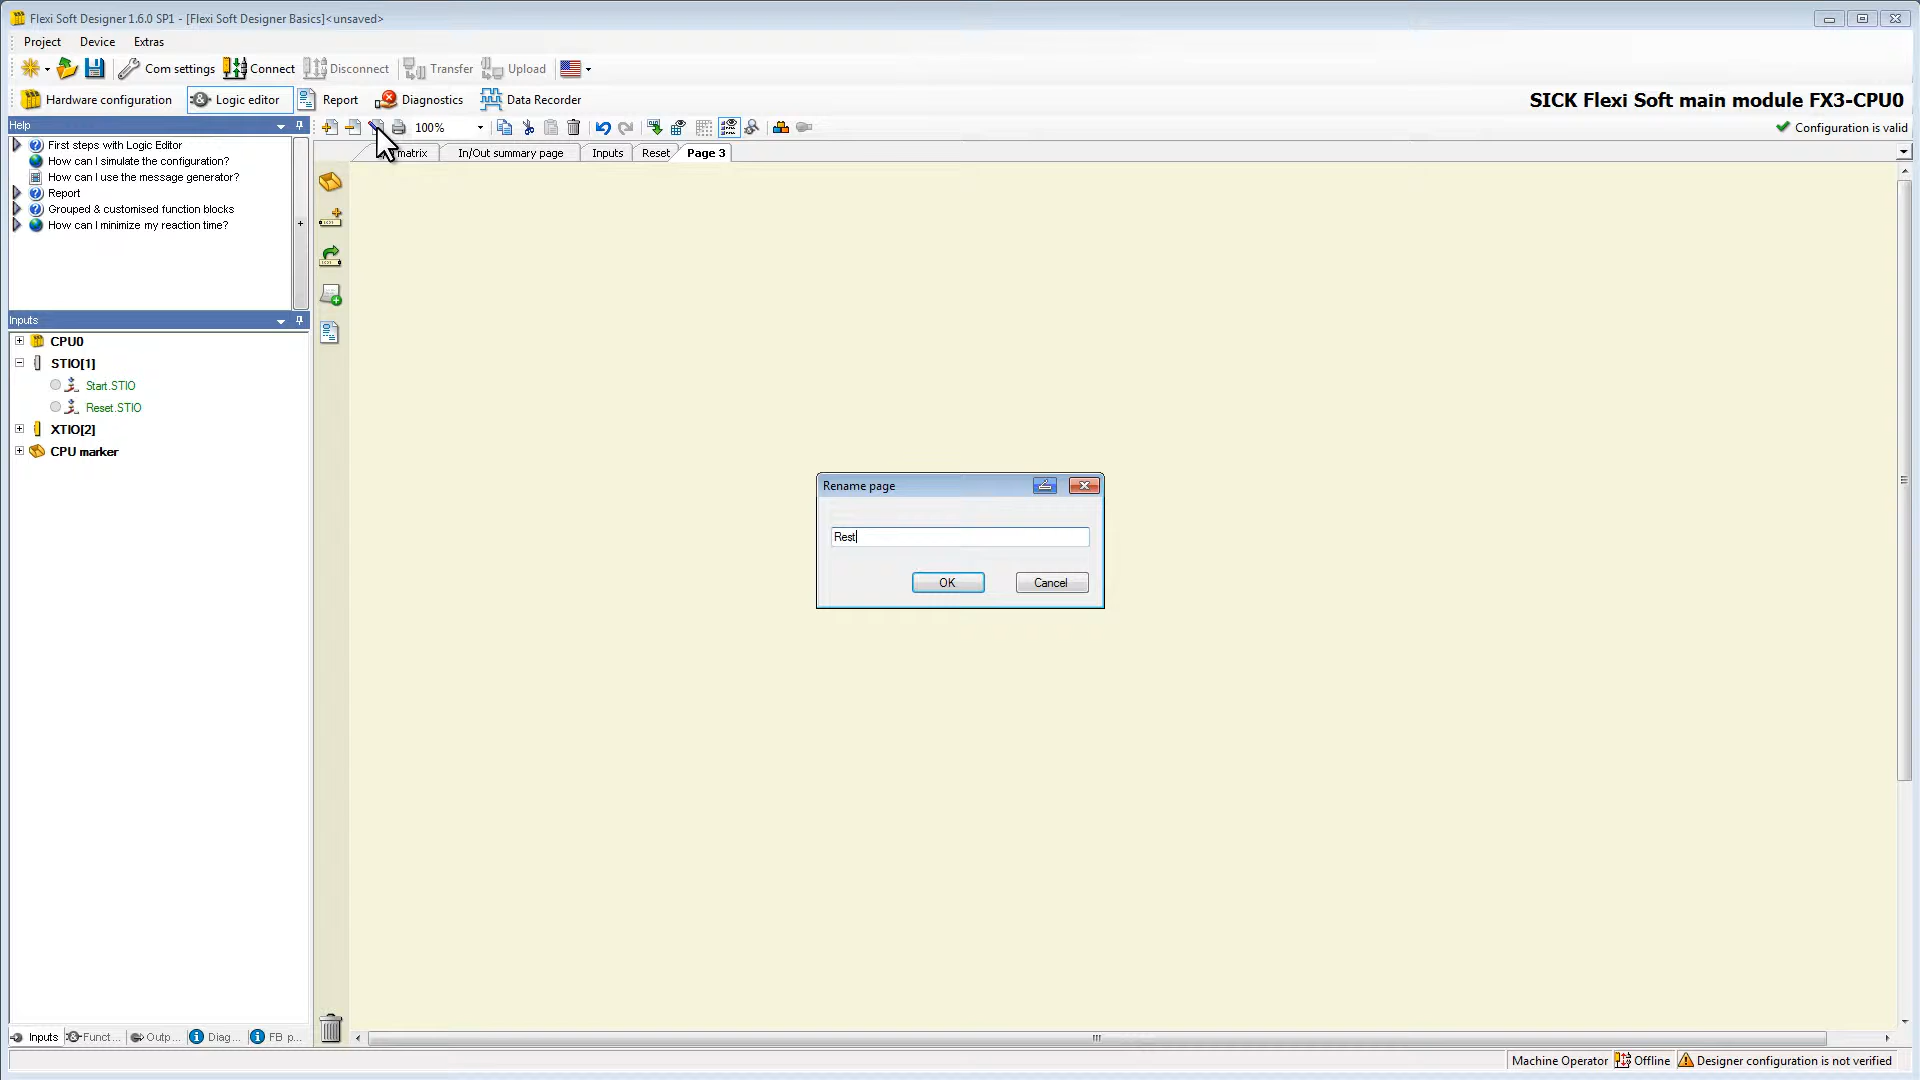 Flexi Soft Designer 1.6.0 SP1 - [Flexi Soft Designer Basics]<unsaved>
Project Device Extras
Com settings Connect Disconnect Transfer Upload
Hardware configuration Logic editor Report Diagnostics Data Recorder SICK Flexi Soft main module FX3-CPU0
Help 100% Configuration is valid
matrix In/Out summary page Inputs Reset Page 3
First steps with Logic Editor
How can I simulate the configuration?
How can I use the message generator?
Report
Grouped & customised function blocks
How can I minimize my reaction time?
Inputs
CPU0
STIO[1]
Start.STIO
Reset.STIO
XTIO[2]
CPU marker
Rename page
Rest
OK Cancel
Inputs Funct... Outp... Diag... FB p...
Machine Operator Offline Designer configuration is not verified